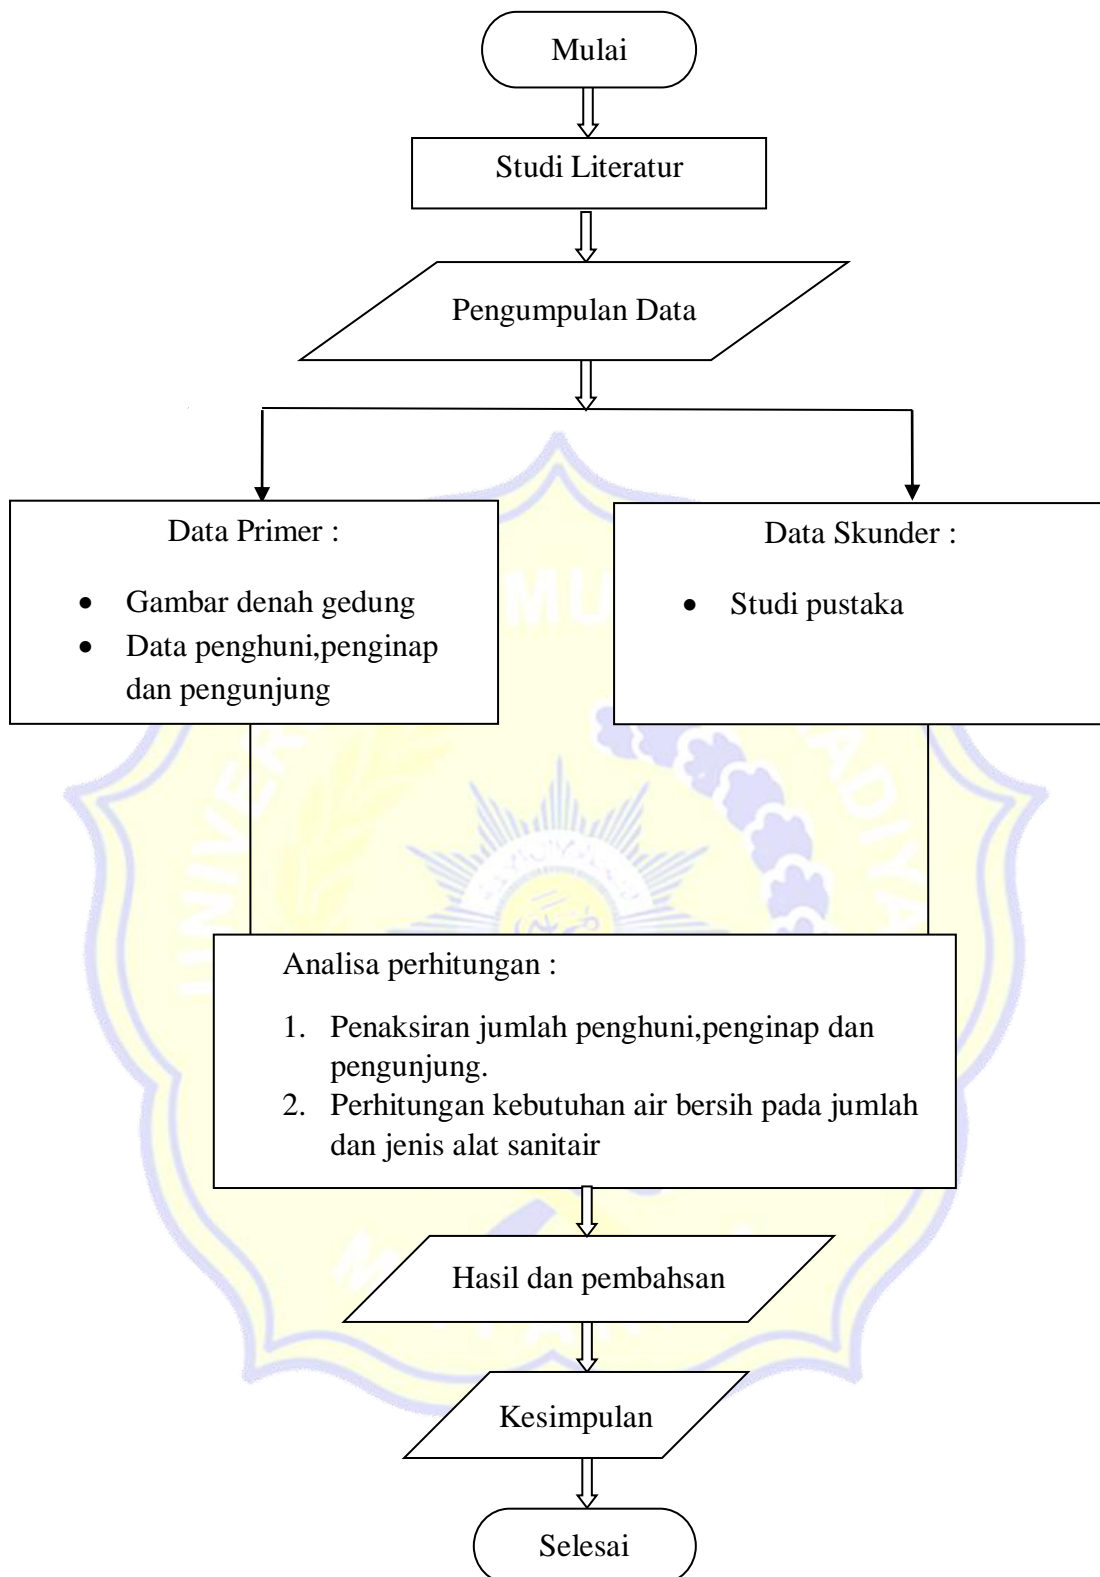 Mulai
Studi Literatur
Pengumpulan Data
Data Primer :
• Gambar denah gedung
• Data penghuni,penginap
dan pengunjung
Data Skunder :
• Studi pustaka
Analisa perhitungan :
1. Penaksiran jumlah penghuni,penginap dan
pengunjung.
2. Perhitungan kebutuhan air bersih pada jumlah
dan jenis alat sanitair
Hasil dan pembahsan
Kesimpulan
Selesai